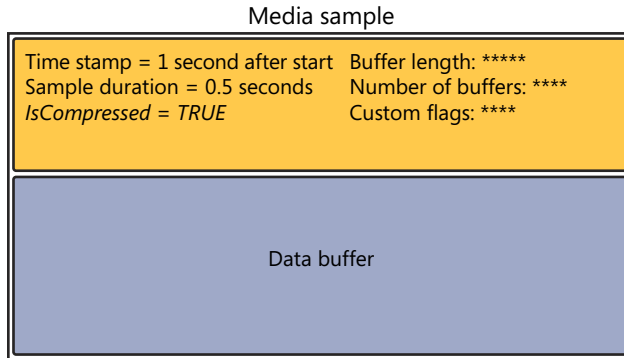 Media sample
Time stamp = 1 second after start
Sample duration = 0.5 seconds
IsCompressed = TRUE
Buffer length: *****
Number of buffers: ****
Custom flags: ****
Data buffer